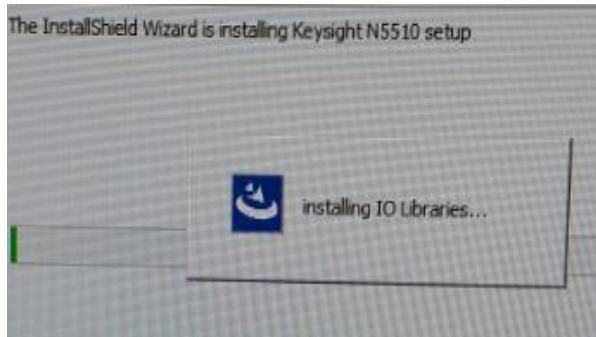 The InstallShield Wizard is installing Keysight N5510 setup
installing IO Libraries...